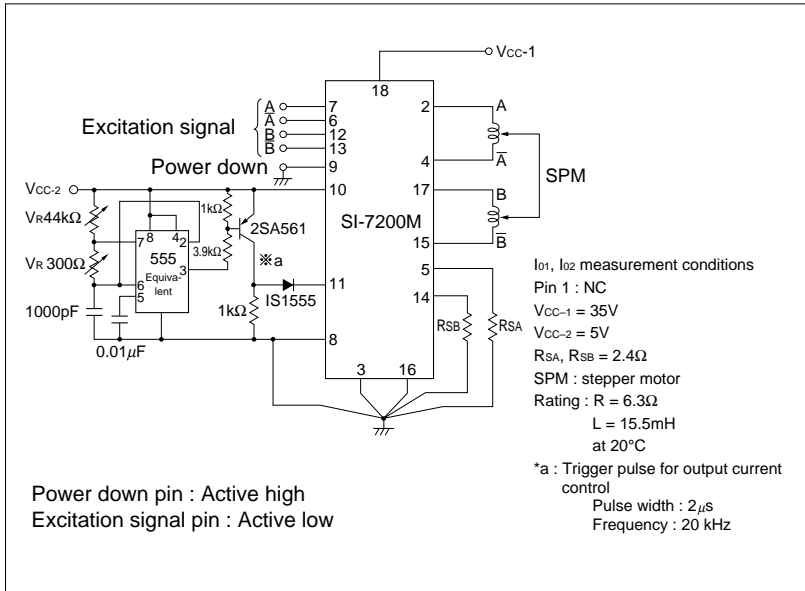 VCC-1
18
A
Ā
B
B̄
Excitation signal
7
6
12
13
Power down
9
2
4
17
15
A
Ā
B
B̄
SPM
VCC-2
10
SI-7200M
VR44kΩ
VR 300Ω
1000pF
0.01μF
8
4
2
7
555
Equiva-
lent
3
6
5
1kΩ
3.9kΩ
2SA561
※a
1kΩ
IS1555
11
8
5
14
RSB
RSA
3
16
I01, I02 measurement conditions
Pin 1 : NC
VCC–1 = 35V
VCC–2 = 5V
RSA, RSB = 2.4Ω
SPM : stepper motor
Rating : R = 6.3Ω
L = 15.5mH
at 20°C
*a : Trigger pulse for output current
control
Pulse width : 2μs
Frequency : 20 kHz
Power down pin : Active high
Excitation signal pin : Active low